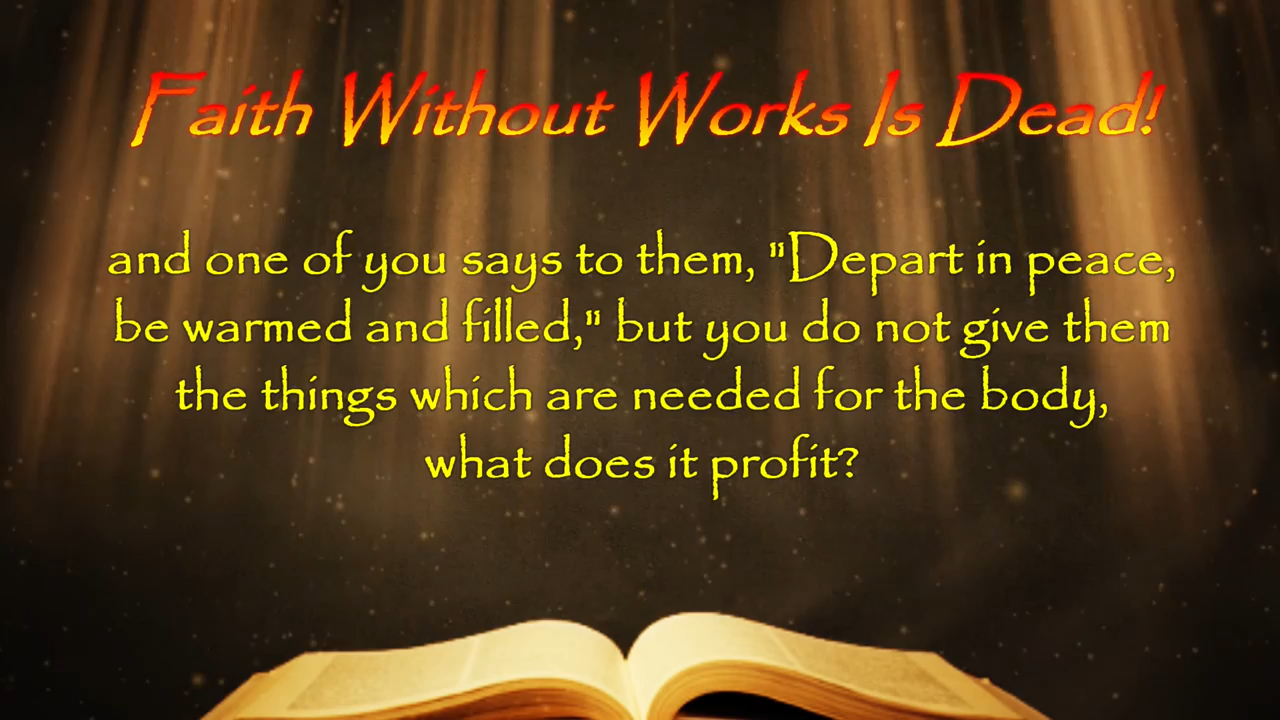 Faith Without Works Is Dead!
and one of you says to them, "Depart in peace,
be warmed and filled," but you do not give them
the things which are needed for the body,
what does it profit?